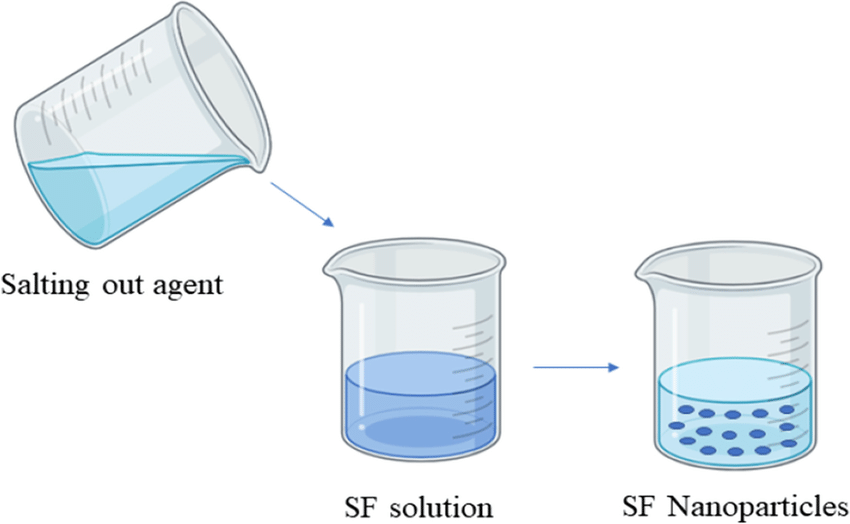 Salting out agent
SF solution
SF Nanoparticles